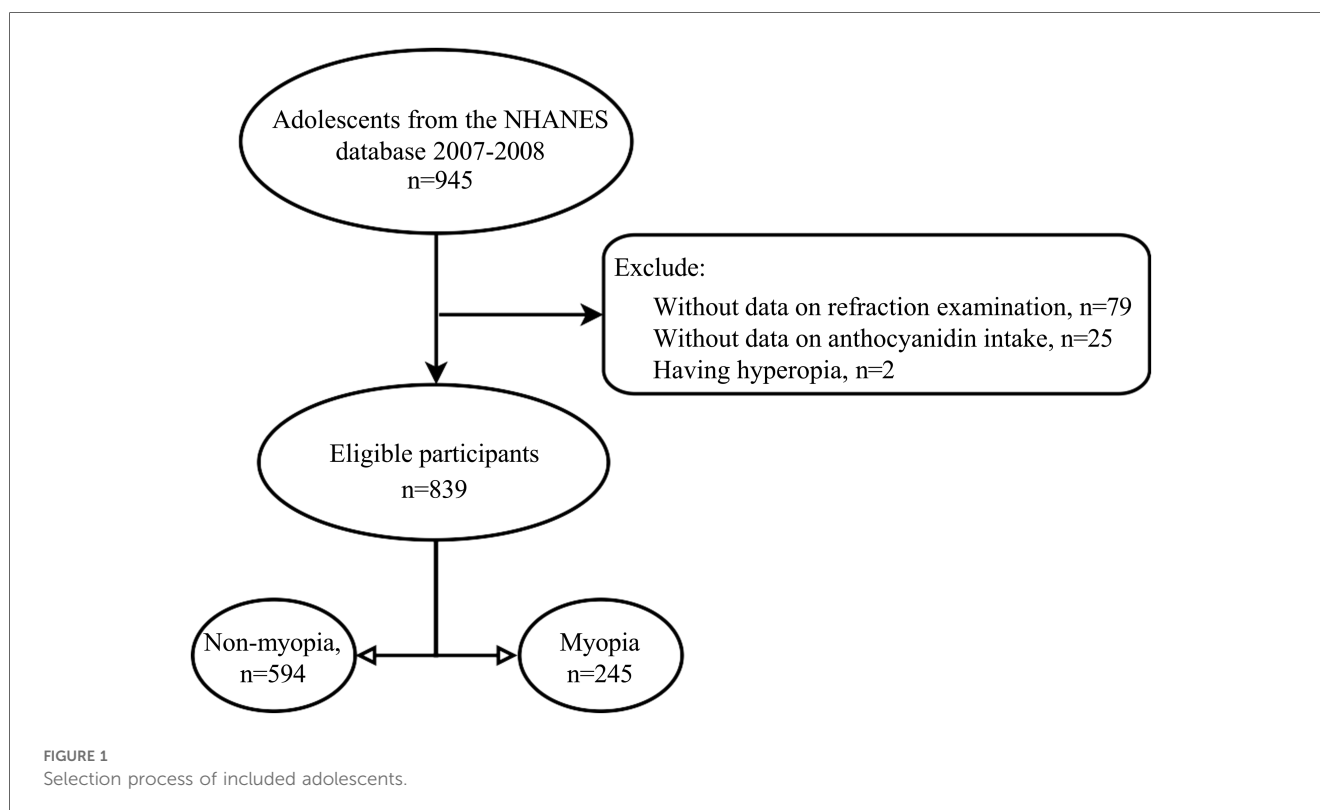 Adolescents from the NHANES
database 2007-2008
n=945
Exclude:
Without data on refraction examination, n=79
Without data on anthocyanidin intake, n=25
Having hyperopia, n=2
Eligible participants
n=839
Non-myopia,
n=594
Myopia
n=245
FIGURE 1
Selection process of included adolescents.